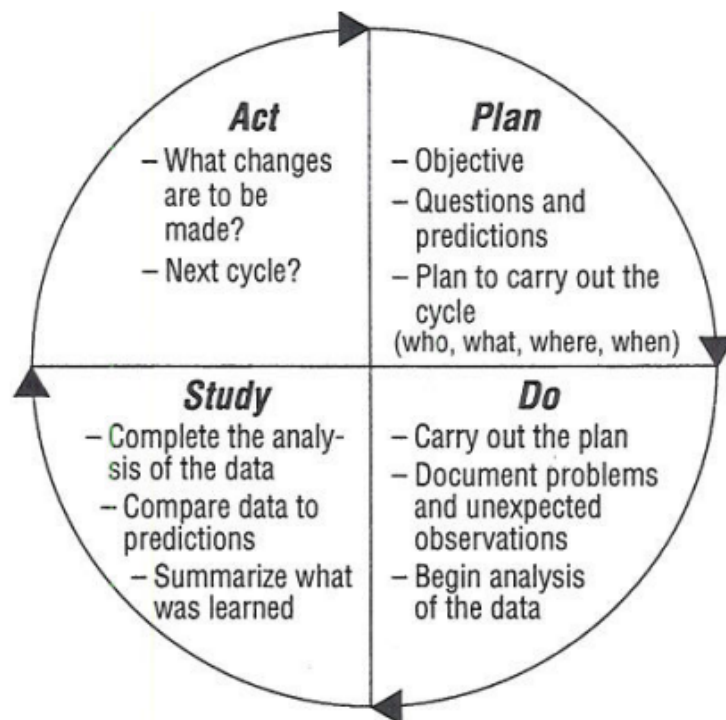 Act
– What changes
are to be
made?
– Next cycle?
Plan
– Objective
– Questions and
predictions
– Plan to carry out the
cycle
(who, what, where, when)
Study
– Complete the analy-
sis of the data
– Compare data to
predictions
– Summarize what
was learned
Do
– Carry out the plan
– Document problems
and unexpected
observations
– Begin analysis
of the data